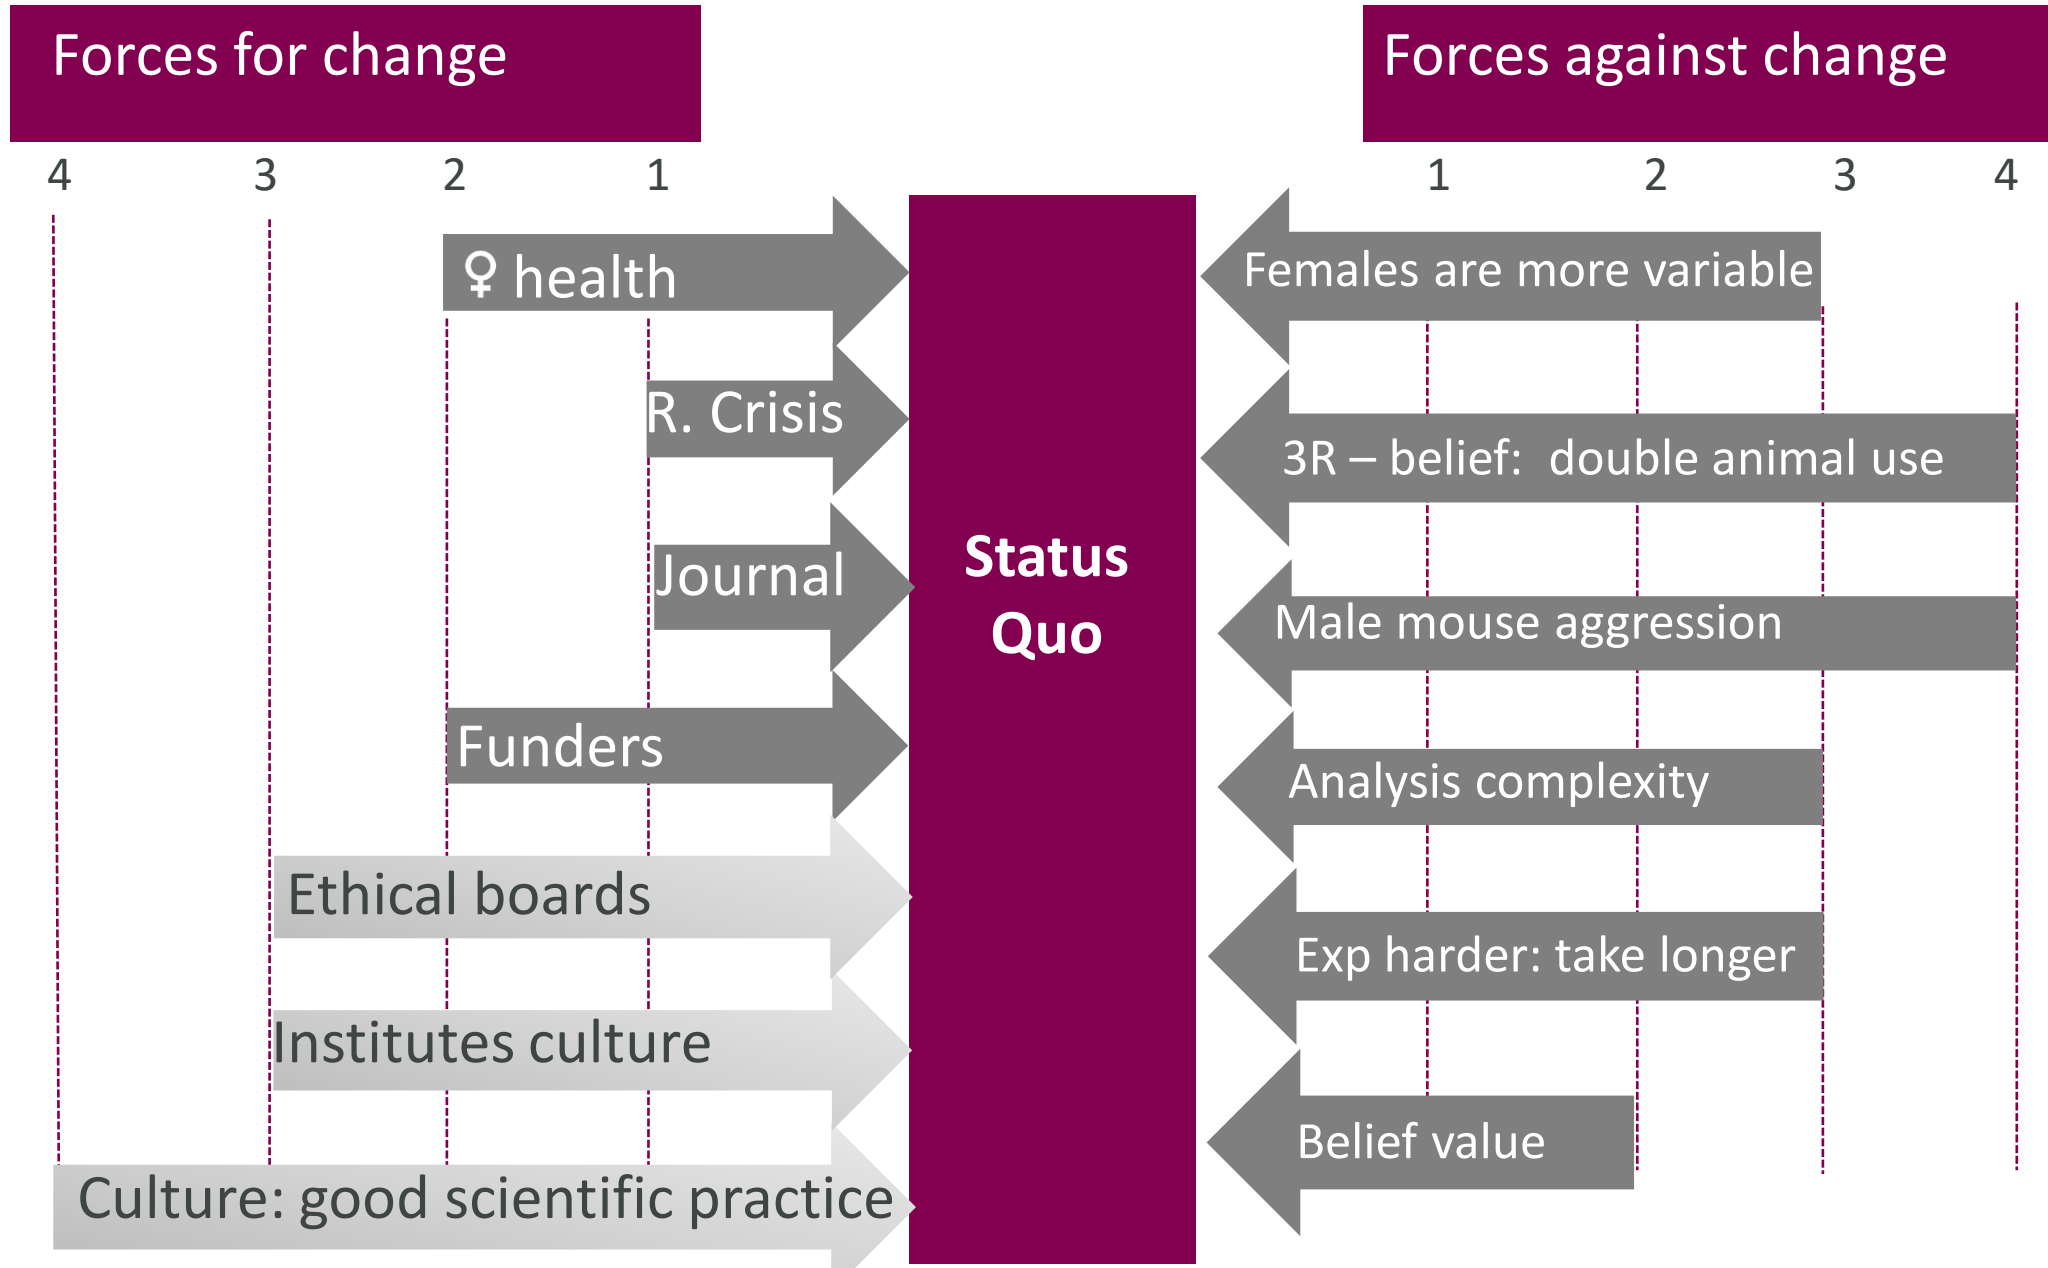 Forces for change
Forces against change
4 3 2 1
1 2 3 4
♀ health
R. Crisis
Journal
Funders
Ethical boards
Institutes culture
Culture: good scientific practice
Status
Quo
Females are more variable
3R – belief: double animal use
Male mouse aggression
Analysis complexity
Exp harder: take longer
Belief value